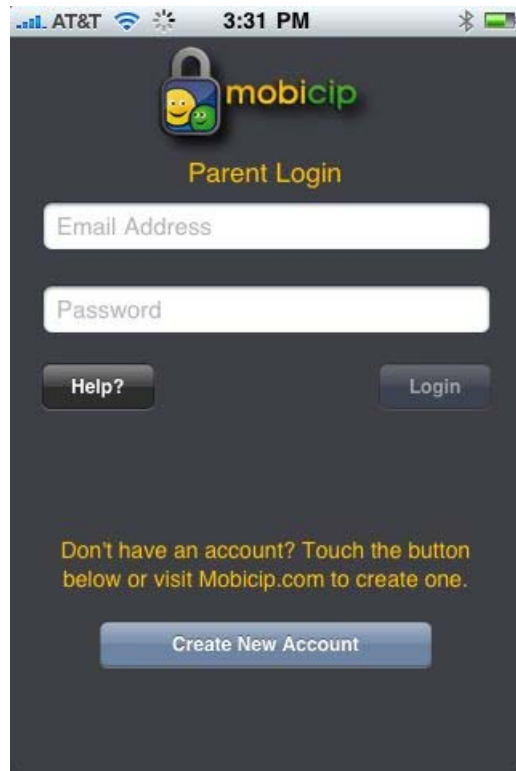 AT&T 3:31 PM
mobicip
Parent Login
Email Address
Password
Help? Login
Don't have an account? Touch the button
below or visit Mobicip.com to create one.
Create New Account